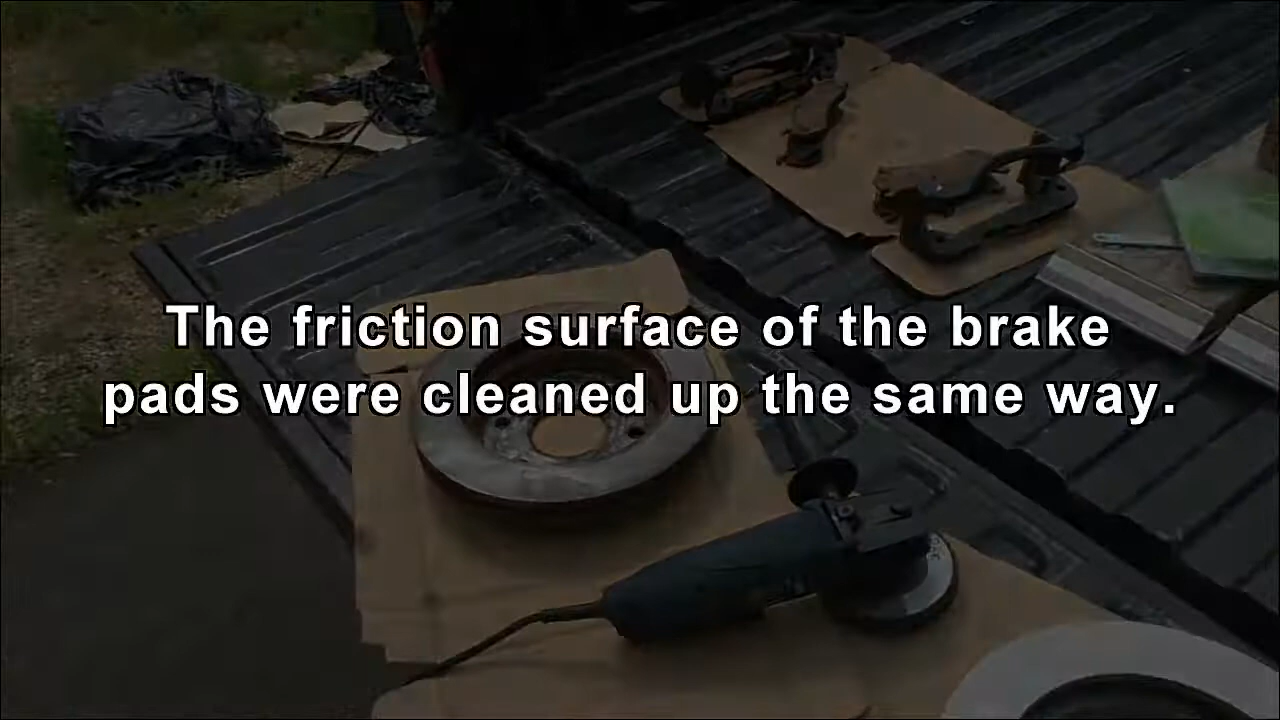 The friction surface of the brake
pads were cleaned up the same way.